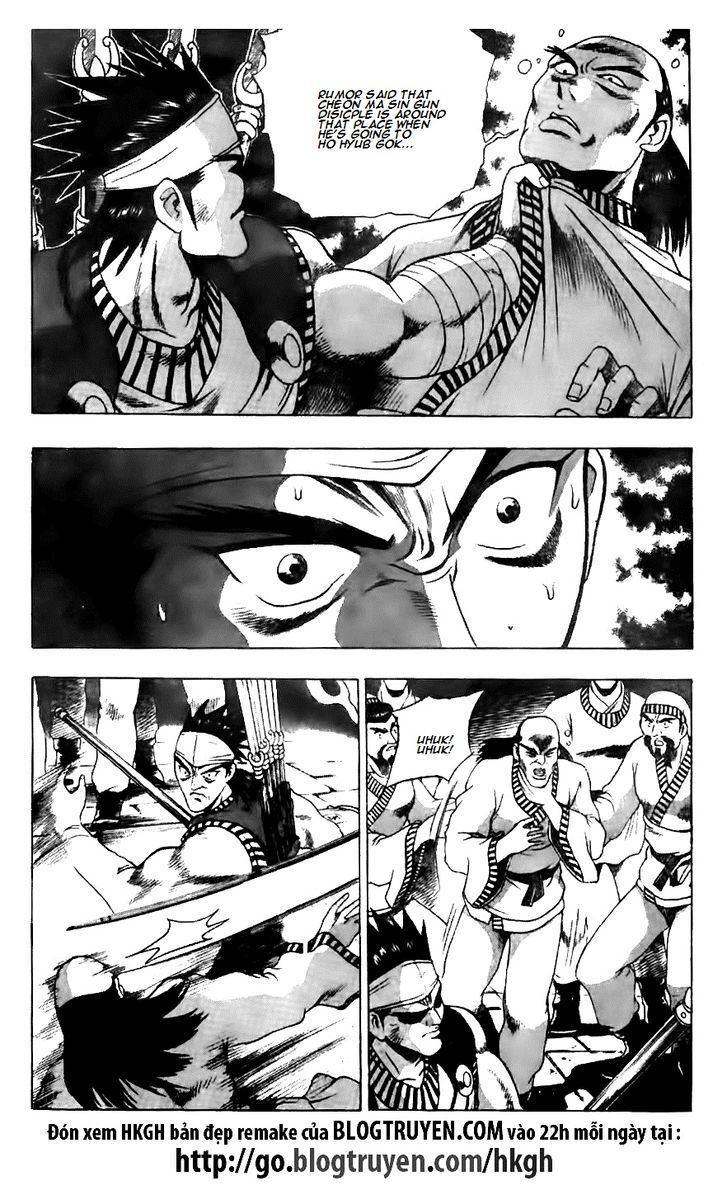 RUMOR SAID THAT
CHEON MA SIN GUN
DISICPLE IS AROUND
THAT PLACE WHEN
HE'S GOING TO
HO HYUB GOK...
UHUK!
UHUK!
Đón xem HKGH bản đẹp remake của BLOGTRUYEN.COM vào 22h mỗi ngày tại :
http://go.blogtruyen.com/hkgh